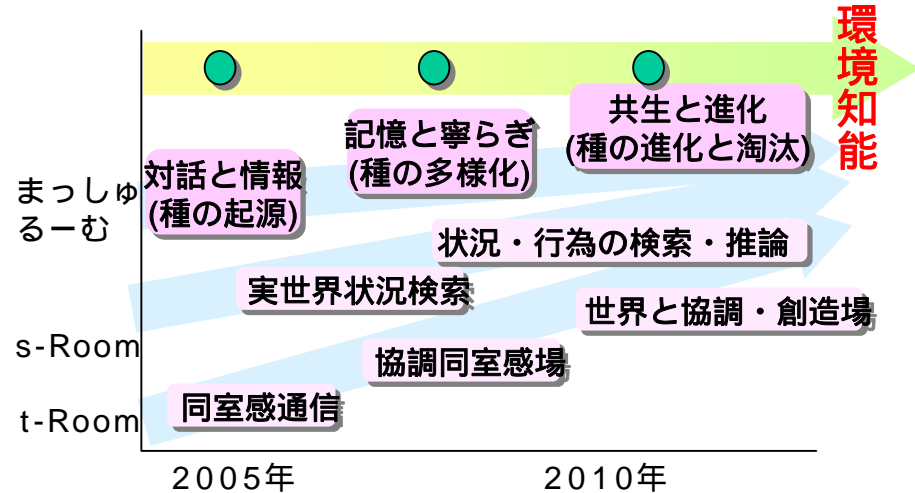 環境知能
共生と進化
(種の進化と淘汰)
記憶と寧らぎ
(種の多様化)
対話と情報
(種の起源)
まっしゅ
るーむ
状況・行為の検索・推論
実世界状況検索
世界と協調・創造場
s-Room
協調同室感場
同室感通信
t-Room
2005年
2010年